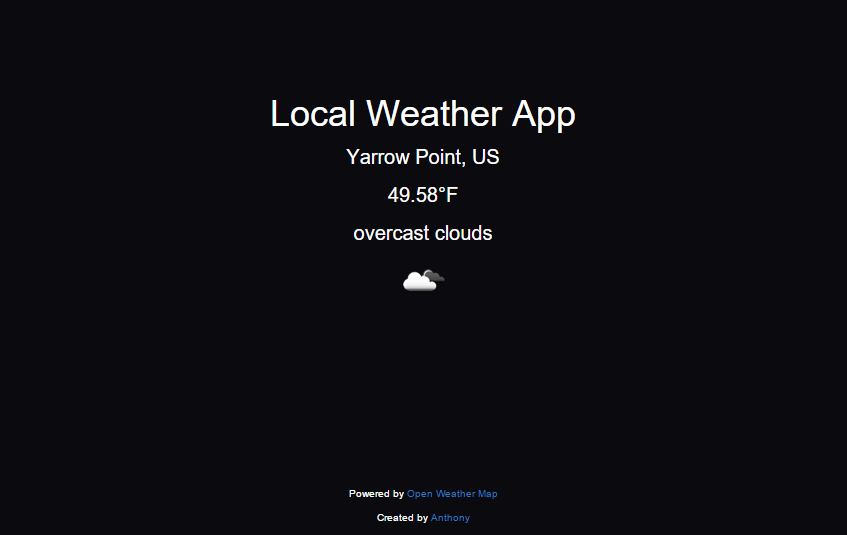 Local Weather App
Yarrow Point, US
49.58°F
overcast clouds
Powered by Open Weather Map
Created by Anthony